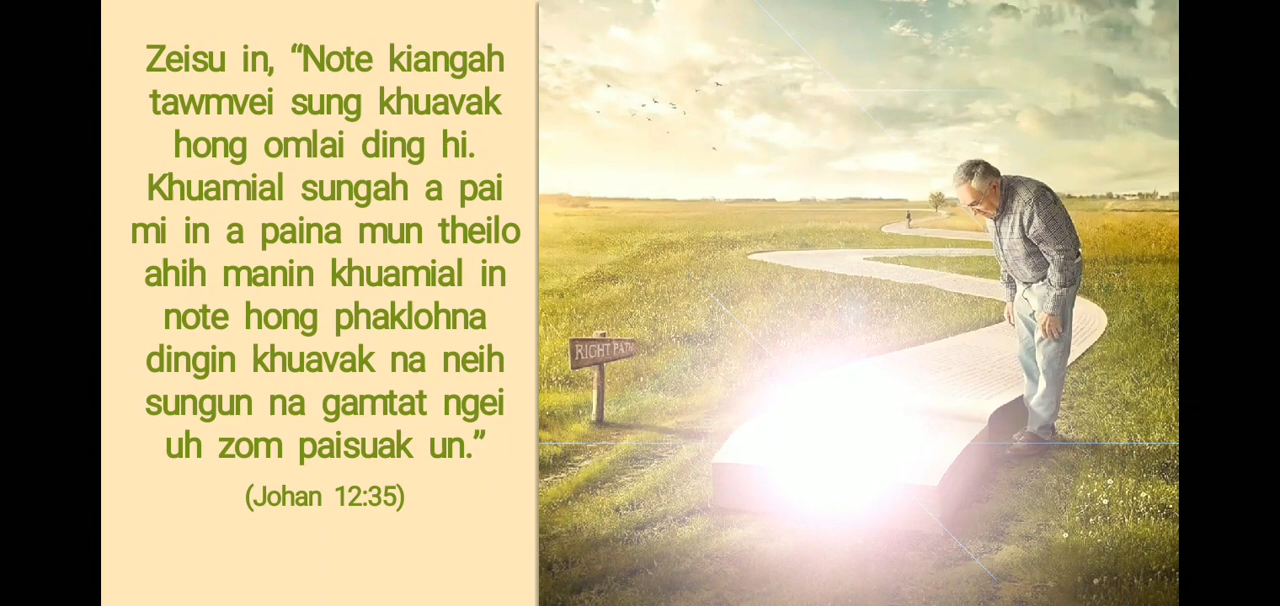 Zeisu in, “Note kiangah
tawmvei sung khuavak
hong omlai ding hi.
Khuamial sungah a pai
mi in a paina mun theilo
ahih manin khuamial in
note hong phaklohna
dingin khuavak na neih
sungun na gamtat ngei
uh zom paisuak un.”
(Johan 12:35)
RIGHT PATH